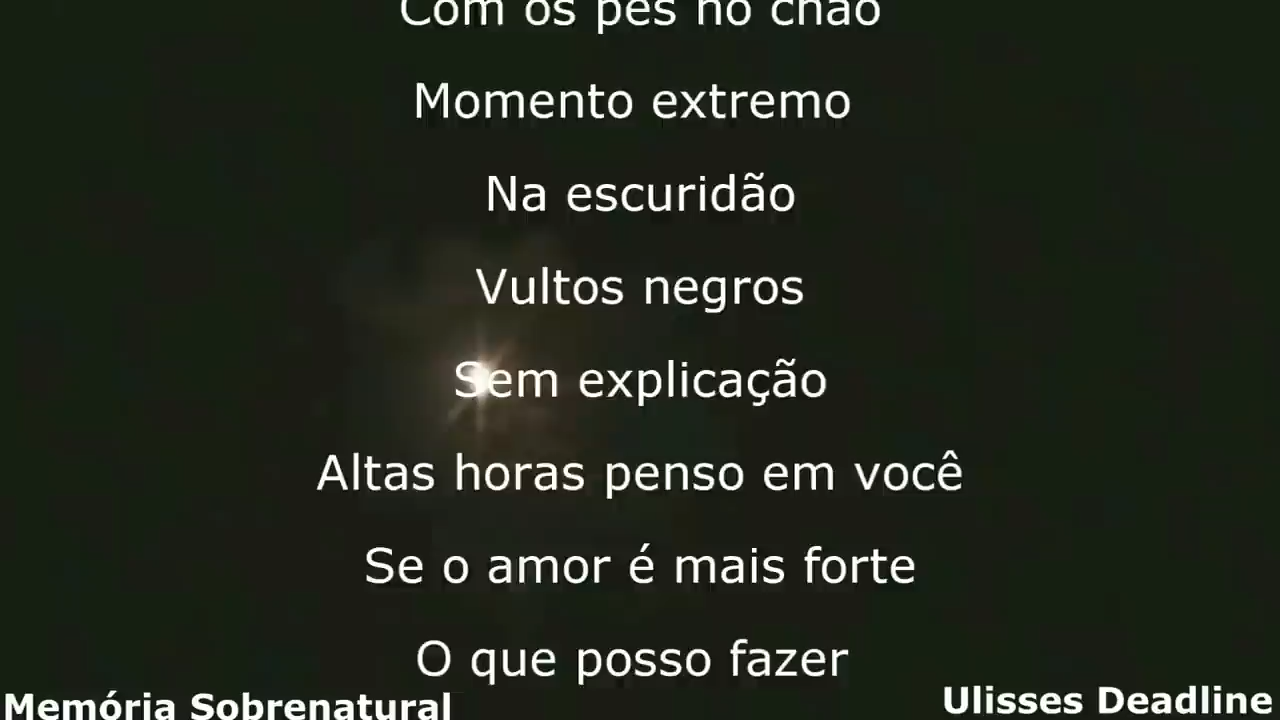 Com os pés no chão
Momento extremo
Na escuridão
Vultos negros
Sem explicação
Altas horas penso em você
Se o amor é mais forte
O que posso fazer
Memória Sobrenatural
Ulisses Deadline